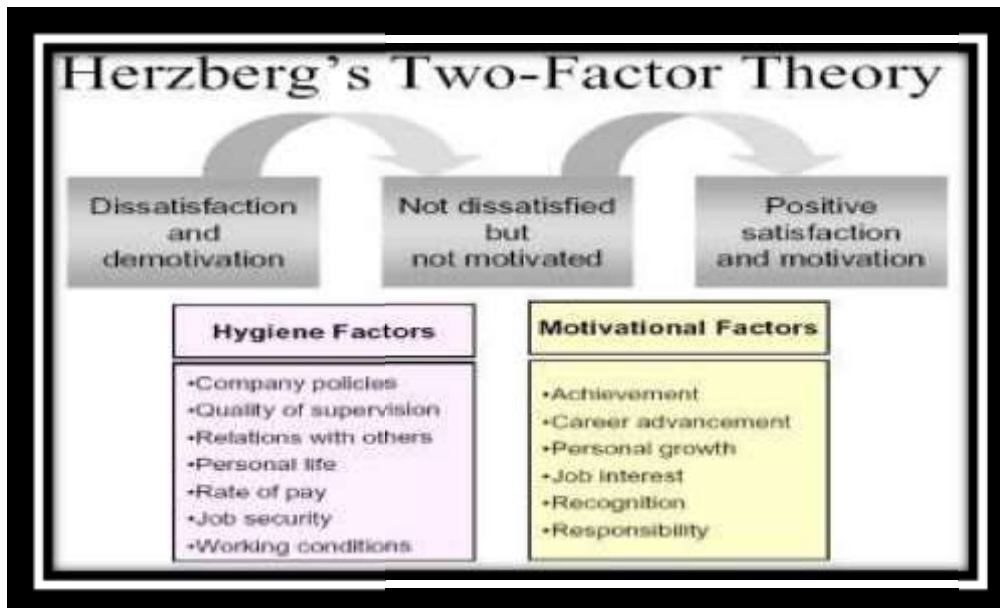 Herzberg's Two-Factor Theory
Dissatisfaction
and
demotivation
Not dissatisfied
but
not motivated
Positive
satisfaction
and motivation
Hygiene Factors
•Company policies
•Quality of supervision
•Relations with others
•Personal life
•Rate of pay
•Job security
•Working conditions
Motivational Factors
•Achievement
•Career advancement
•Personal growth
•Job interest
•Recognition
•Responsibility